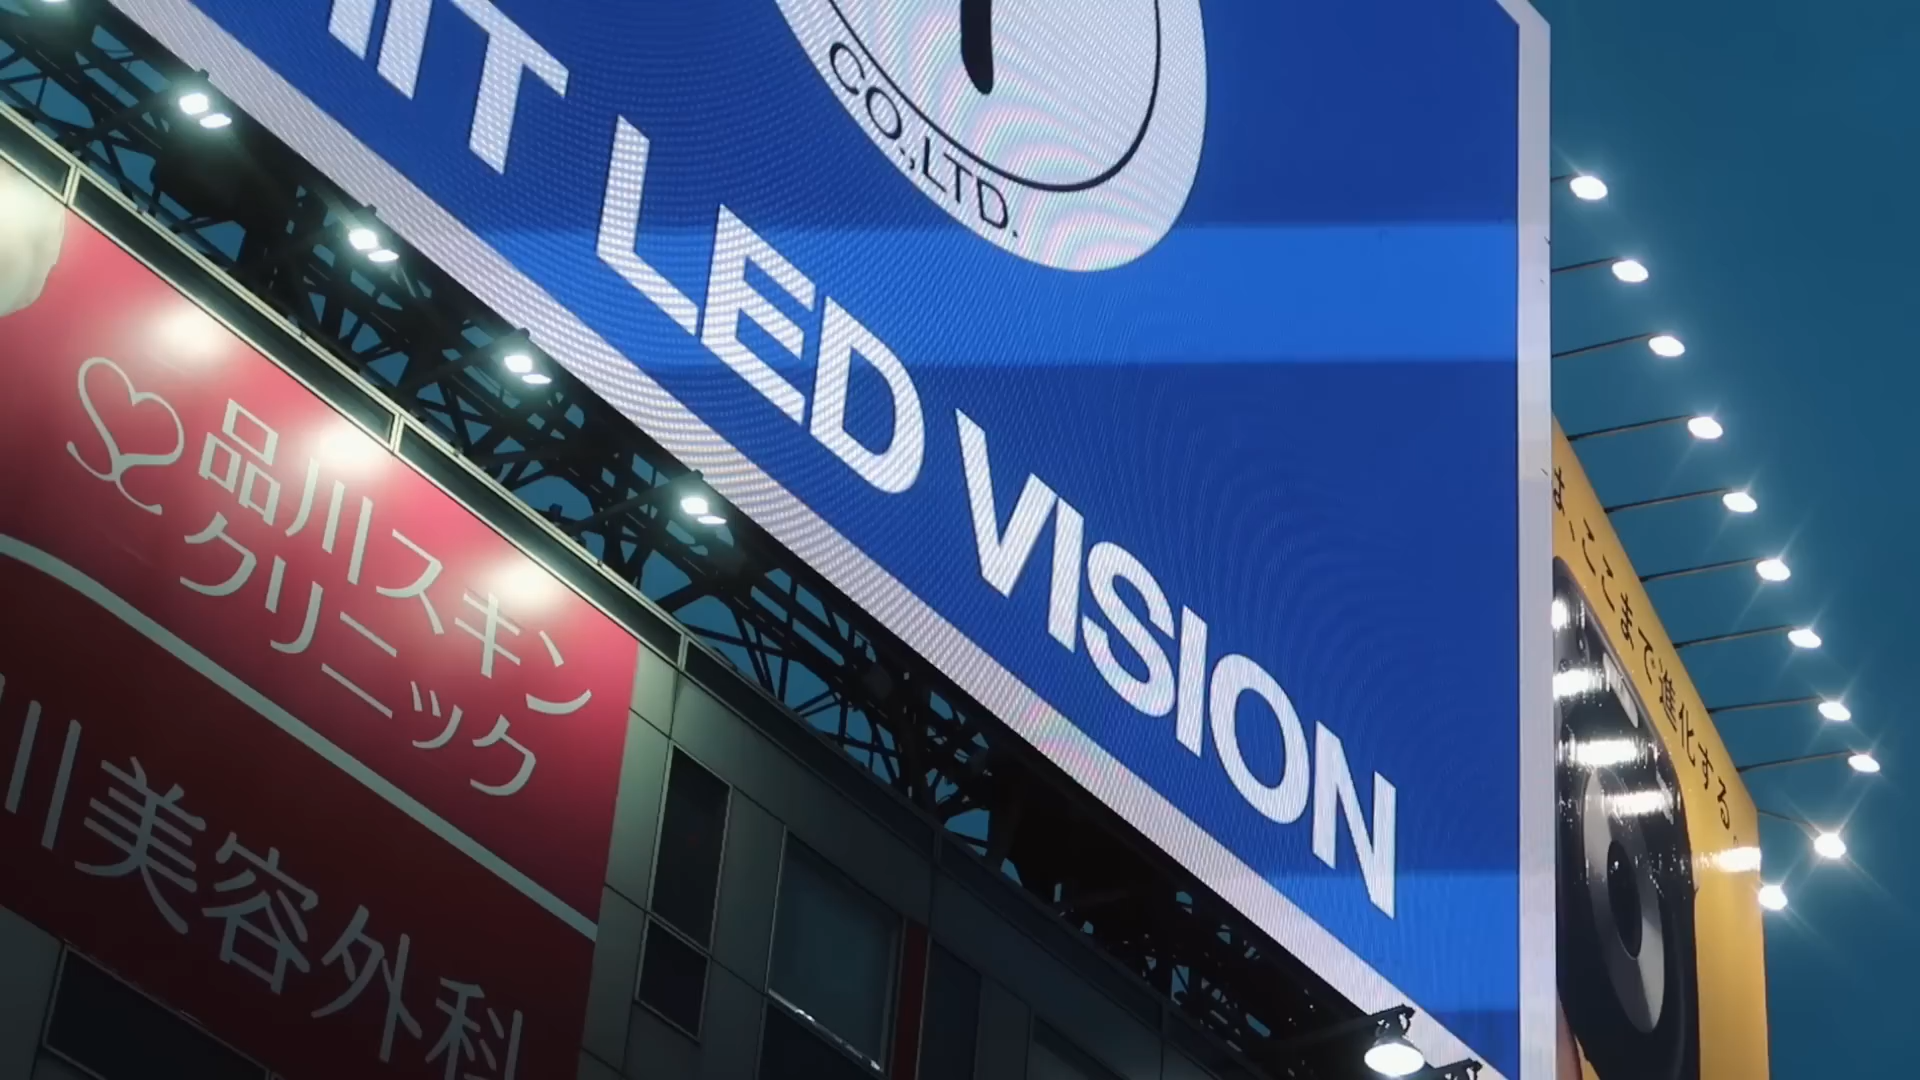 CO.,LTD.
LED VISION
品川スキン
クリニック
川美容外科
ここまで進化する。